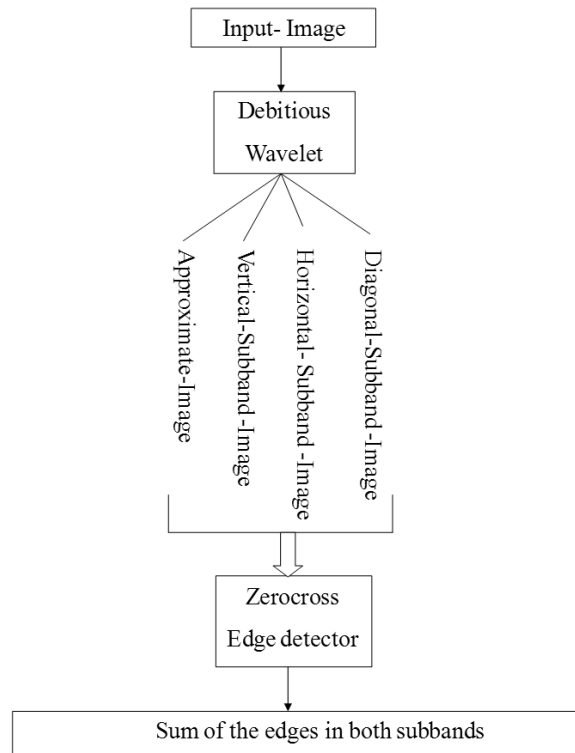 Input- Image
Debitious
Wavelet
Approximate-Image
Vertical-Subband-Image
Horizontal- Subband -Image
Diagonal-Subband -Image
Zerocross
Edge detector
Sum of the edges in both subbands